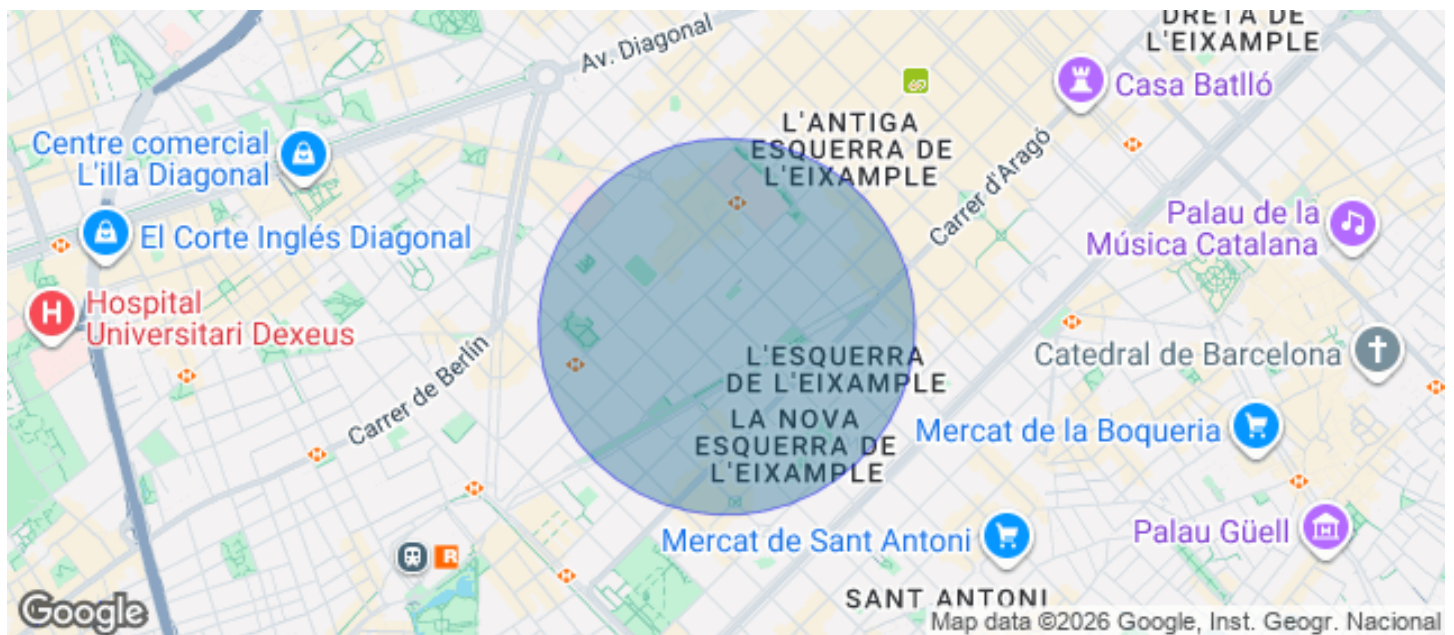 DRETA DE
L'EIXAMPLE
Av. Diagonal
Casa Batlló
L'ANTIGA
ESQUERRA DE
L'EIXAMPLE
Centre comercial
L'illa Diagonal
Carrer d'Aragó
El Corte Inglés Diagonal
Palau de la
Música Catalana
H
Hospital
Universitari Dexeus
Carrer de Berlín
L'ESQUERRA
DE L'EIXAMPLE
Catedral de Barcelona
LA NOVA
ESQUERRA DE
L'EIXAMPLE
Mercat de la Boqueria
Mercat de Sant Antoni
Palau Güell
R
SANT ANTONI
Google
Map data ©2026 Google, Inst. Geogr. Nacional